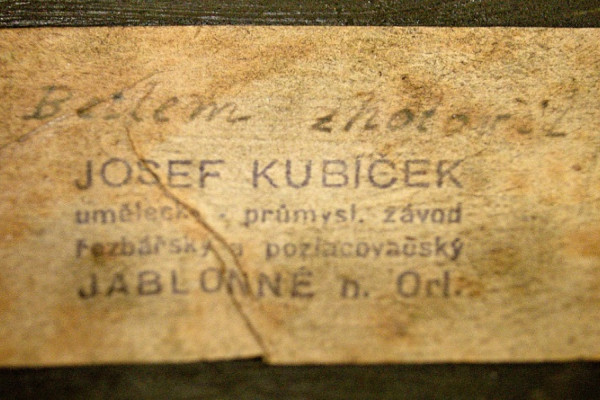 Betlem zhotovil
JOSEF KUBÍČEK
umělecko - průmysl. závod
řezbářský a pozlacovačský
JABLONNÉ n. Orl.